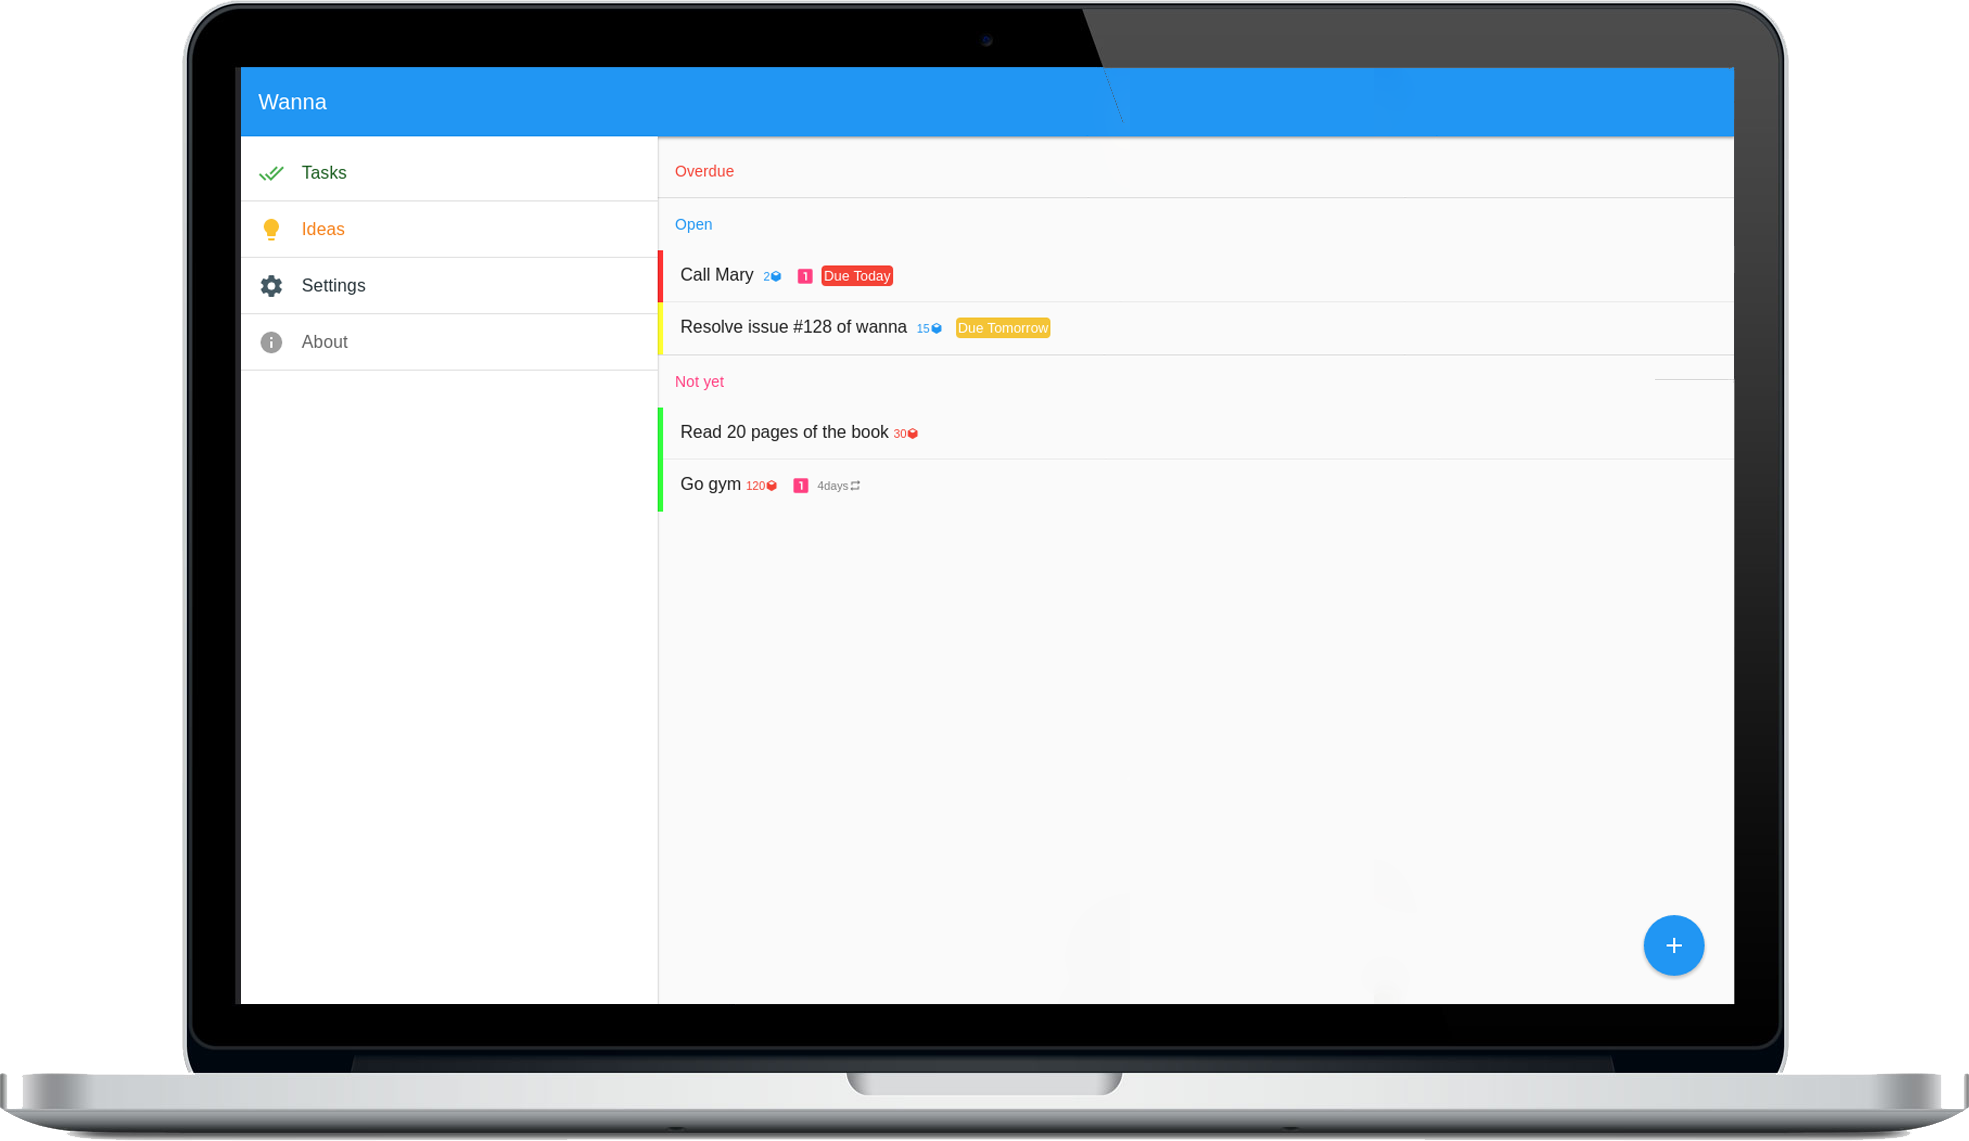 Wanna
Tasks
Ideas
Settings
About
Overdue
Open
Call Mary 2 1 Due Today
Resolve issue #128 of wanna 15 Due Tomorrow
Not yet
Read 20 pages of the book 30
Go gym 120 1 4days
+